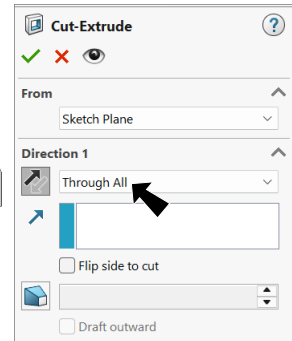 Cut-Extrude
?
From
Sketch Plane
Direction 1
Through All
Flip side to cut
Draft outward